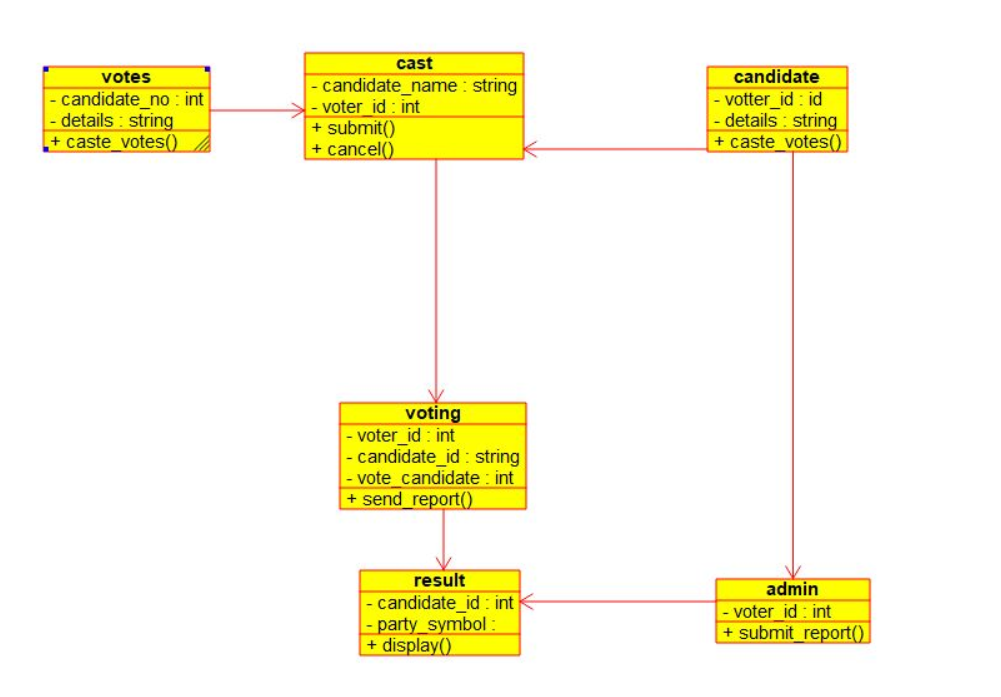 votes
- candidate_no : int
- details : string
+ caste_votes()
cast
- candidate_name : string
- voter_id : int
+ submit()
+ cancel()
candidate
- votter_id : id
- details : string
+ caste_votes()
voting
- voter_id : int
- candidate_id : string
- vote_candidate : int
+ send_report()
result
- candidate_id : int
- party_symbol :
+ display()
admin
- voter_id : int
+ submit_report()